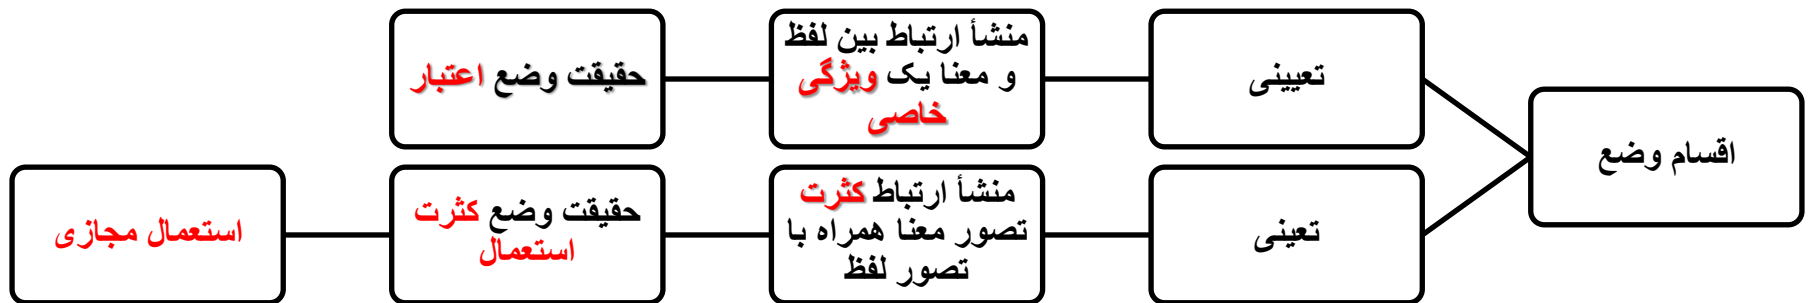 اقسام وضع
تعیینی
منشأ ارتباط بین لفظ
و معنا یک ویژگی
خاصی
حقیقت وضع اعتبار
تعینی
منشأ ارتباط کثرت
تصور معنا همراه با
تصور لفظ
حقیقت وضع کثرت
استعمال
استعمال مجازی